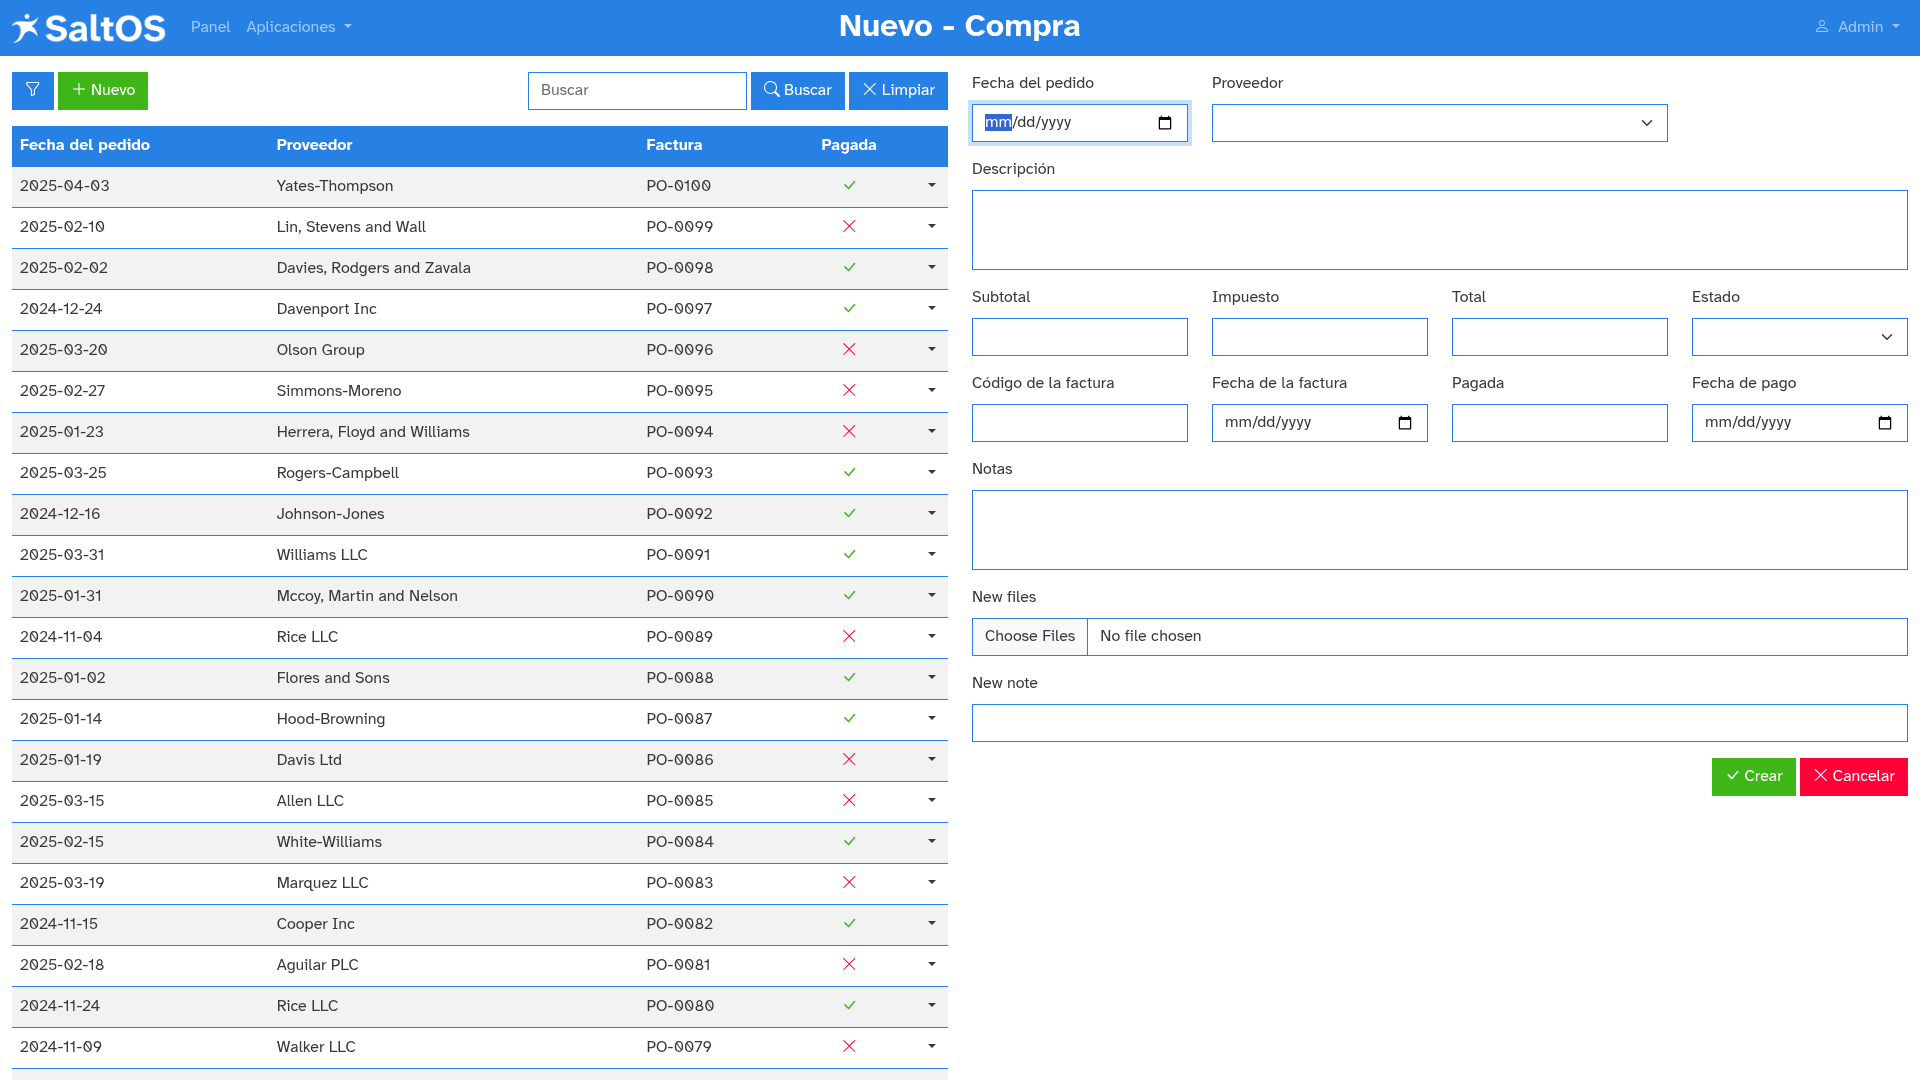 SaltOS Panel Aplicaciones Nuevo - Compra Admin
Nuevo Buscar Buscar Limpiar
Fecha del pedido Proveedor Factura Pagada
2025-04-03 Yates-Thompson PO-0100
2025-02-10 Lin, Stevens and Wall PO-0099
2025-02-02 Davies, Rodgers and Zavala PO-0098
2024-12-24 Davenport Inc PO-0097
2025-03-20 Olson Group PO-0096
2025-02-27 Simmons-Moreno PO-0095
2025-01-23 Herrera, Floyd and Williams PO-0094
2025-03-25 Rogers-Campbell PO-0093
2024-12-16 Johnson-Jones PO-0092
2025-03-31 Williams LLC PO-0091
2025-01-31 Mccoy, Martin and Nelson PO-0090
2024-11-04 Rice LLC PO-0089
2025-01-02 Flores and Sons PO-0088
2025-01-14 Hood-Browning PO-0087
2025-01-19 Davis Ltd PO-0086
2025-03-15 Allen LLC PO-0085
2025-02-15 White-Williams PO-0084
2025-03-19 Marquez LLC PO-0083
2024-11-15 Cooper Inc PO-0082
2025-02-18 Aguilar PLC PO-0081
2024-11-24 Rice LLC PO-0080
2024-11-09 Walker LLC PO-0079
Fecha del pedido Proveedor
mm/dd/yyyy
Descripción
Subtotal Impuesto Total Estado
Código de la factura Fecha de la factura Pagada Fecha de pago
mm/dd/yyyy mm/dd/yyyy
Notas
New files
Choose Files No file chosen
New note
Crear Cancelar